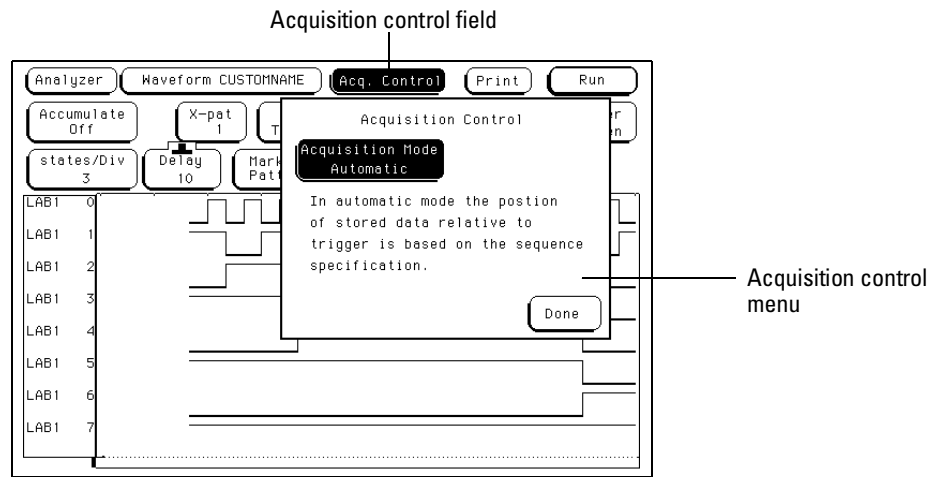 Acquisition control field
Analyzer Waveform CUSTOMNAME Acq. Control Print Run
Accumulate
Off
X-pat
1
states/Div
3
Delay
10
Acquisition Control
Acquisition Mode
Automatic
In automatic mode the postion
of stored data relative to
trigger is based on the sequence
specification.
Done
Acquisition control
menu
LAB1 0
LAB1 1
LAB1 2
LAB1 3
LAB1 4
LAB1 5
LAB1 6
LAB1 7